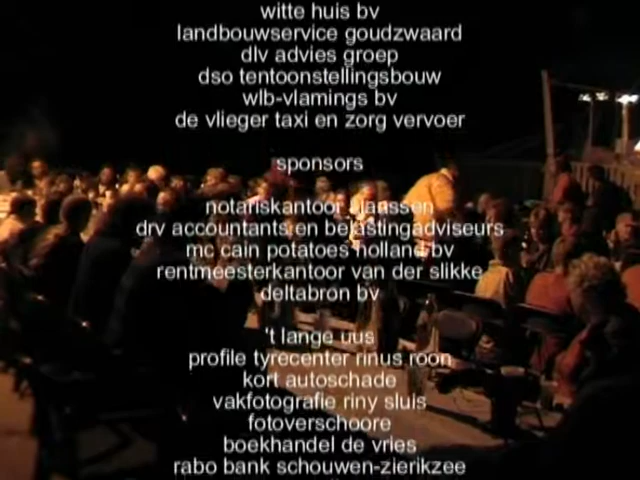 witte huis bv
landbouwservice goudzwaard
dlv advies groep
dso tentoonstellingsbouw
wlb-vlamings bv
de vlieger taxi en zorg vervoer
sponsors
notariskantoor janssen
drv accountants en belastingadviseurs
mc cain potatoes holland bv
rentmeesterkantoor van der slikke
deltabron bv
't lange uus
profile tyrecenter rinus roon
kort autoschade
vakfotografie riny sluis
fotoverschoore
boekhandel de vries
rabo bank schouwen-zierikzee